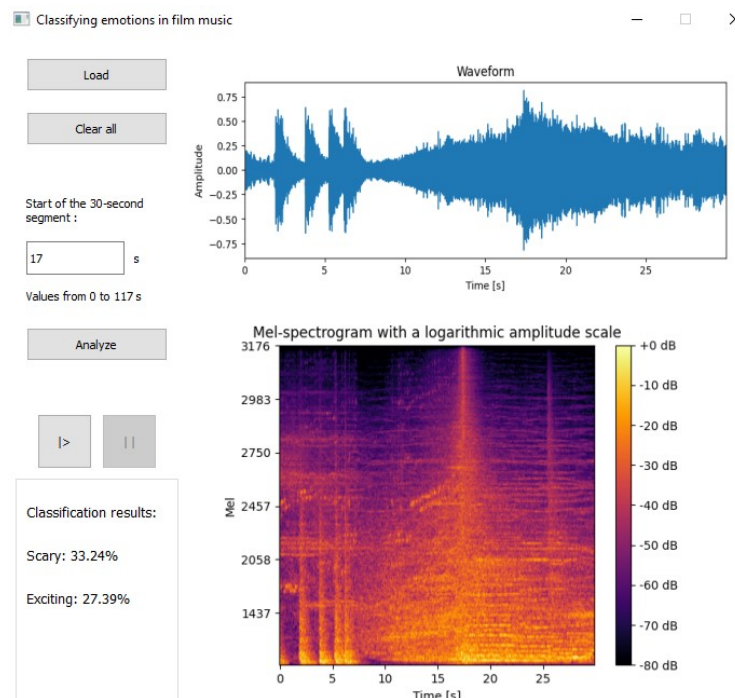 Classifying emotions in film music
Load
Clear all
Start of the 30-second
segment :
17 s
Values from 0 to 117 s
Analyze
|>
||
Classification results:
Scary: 33.24%
Exciting: 27.39%
Waveform
Amplitude
0.75
0.50
0.25
0.00
−0.25
−0.50
−0.75
0 5 10 15 20 25
Time [s]
Mel-spectrogram with a logarithmic amplitude scale
Mel
3176
2983
2750
2457
2058
1437
0 5 10 15 20 25
Time [s]
+0 dB
-10 dB
-20 dB
-30 dB
-40 dB
-50 dB
-60 dB
-70 dB
-80 dB